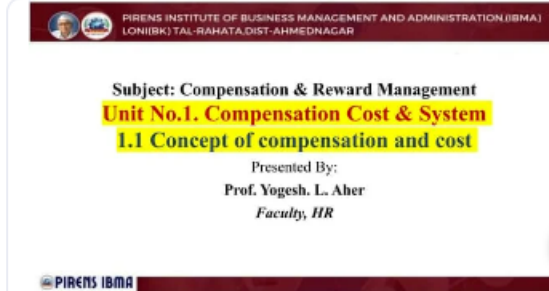 PIRENS INSTITUTE OF BUSINESS MANAGEMENT AND ADMINISTRATION,(IBMA)
LONI(BK) TAL-RAHATA,DIST-AHMEDNAGAR
Subject: Compensation & Reward Management
Unit No.1. Compensation Cost & System
1.1 Concept of compensation and cost
Presented By:
Prof. Yogesh. L. Aher
Faculty, HR
PIRENS IBMA